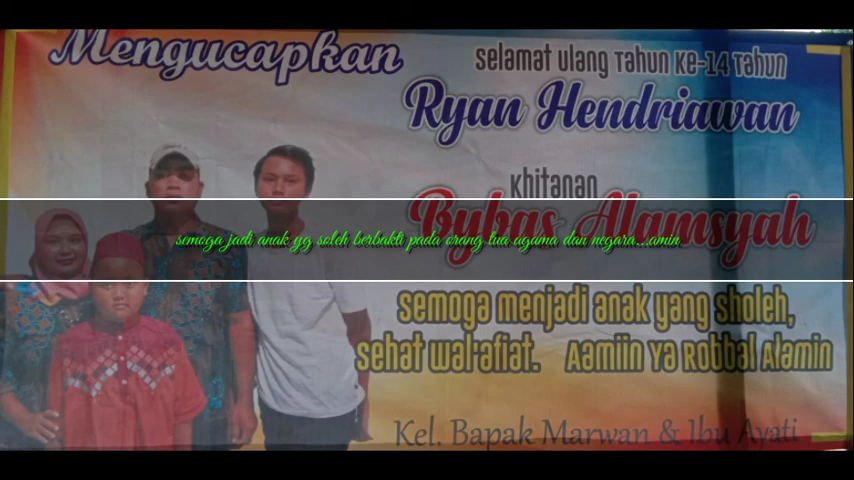 Mengucapkan
Selamat Ulang Tahun Ke-14 Tahun
Ryan Hendriawan
Khitanan
Bybas Alamsyah
semoga jadi anak yg soleh berbakti pada orang tua agama dan negara...amin
semoga menjadi anak yang sholeh,
sehat wal'afiat. Aamiin Ya Robbal Alamin
Kel. Bapak Marwan & Ibu Ayati